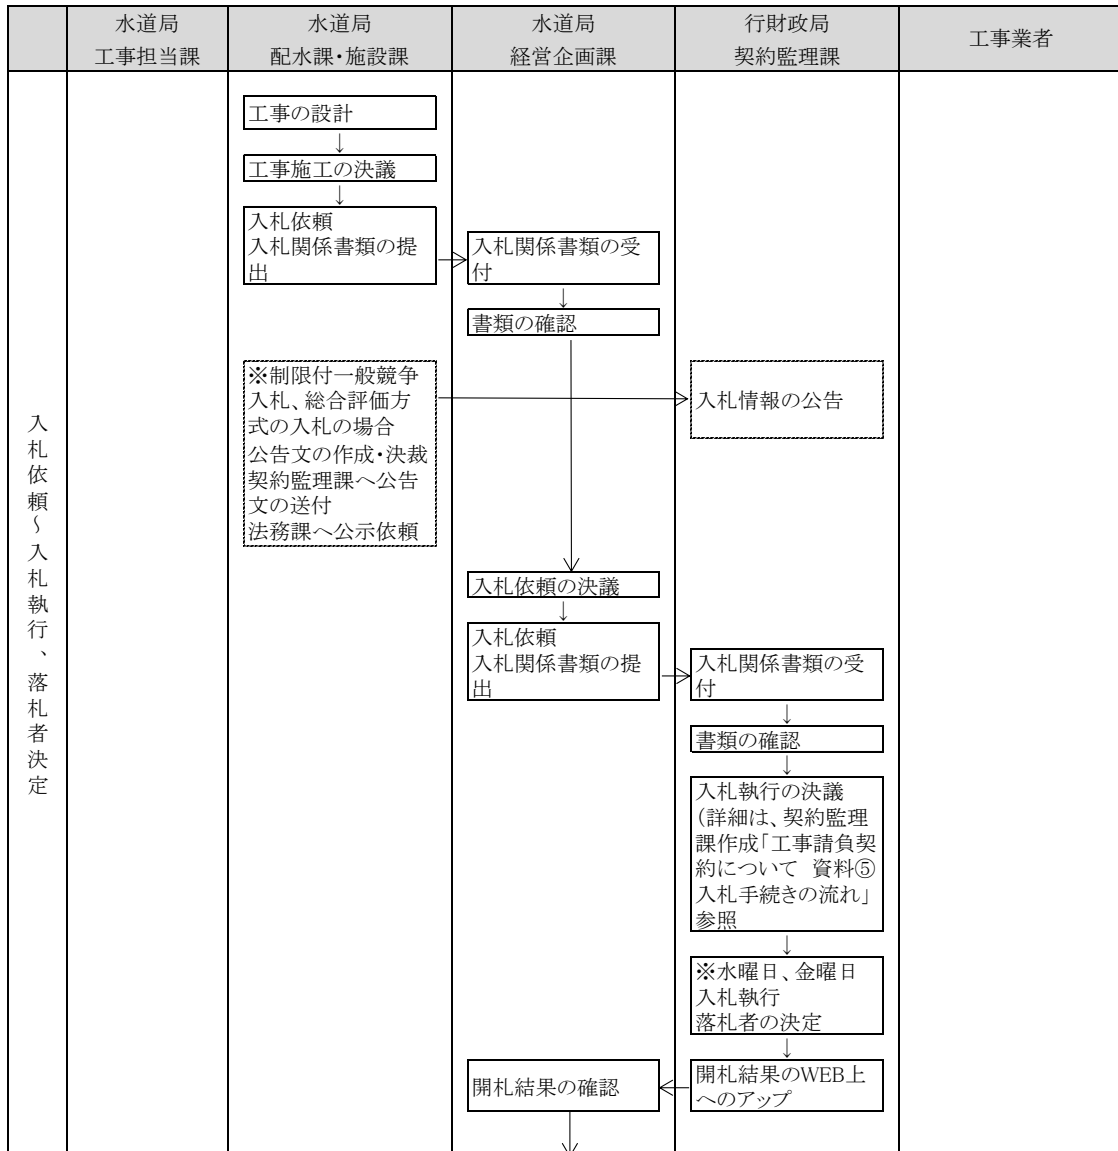 水道局
工事担当課
水道局
配水課・施設課
水道局
経営企画課
行財政局
契約監理課
工事業者
入札依頼～入札執行、落札者決定
工事の設計
↓
工事施工の決議
↓
入札依頼
入札関係書類の提
出
入札関係書類の受
付
↓
書類の確認
※制限付一般競争
入札、総合評価方
式の入札の場合
公告文の作成・決裁
契約監理課へ公告
文の送付
法務課へ公示依頼
入札情報の公告
入札依頼の決議
↓
入札依頼
入札関係書類の提
出
入札関係書類の受
付
↓
書類の確認
↓
入札執行の決議
（詳細は、契約監理
課作成「工事請負契
約について　資料⑤
入札手続きの流れ」
参照
↓
※水曜日、金曜日
入札執行
落札者の決定
↓
開札結果のWEB上
へのアップ
開札結果の確認